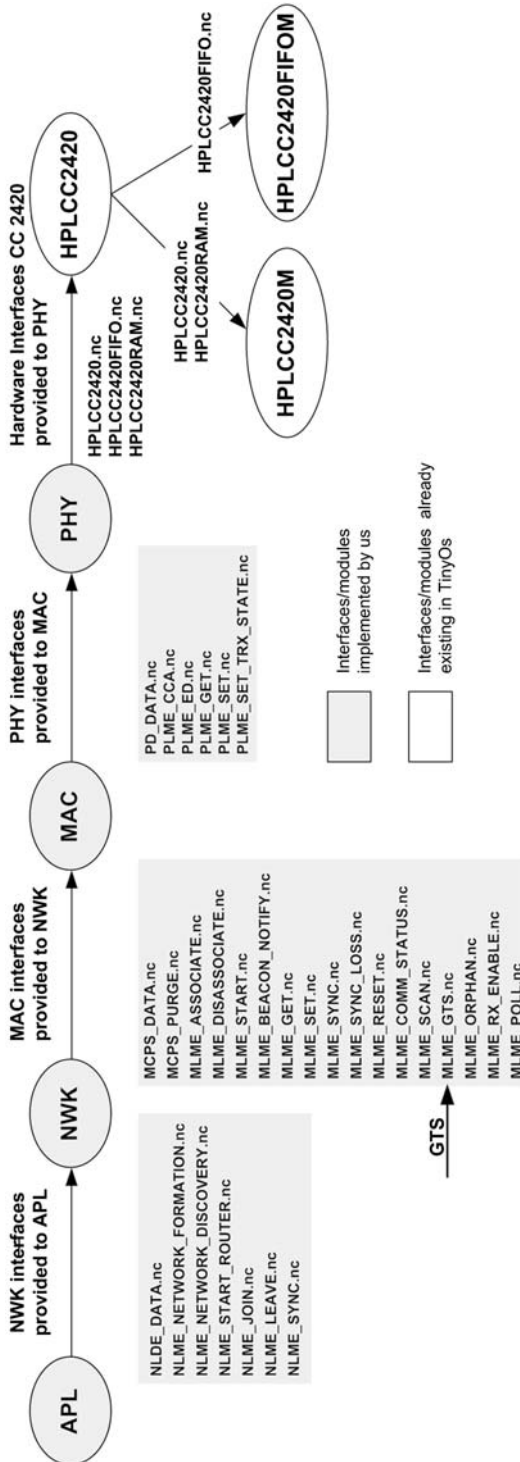 NWK interfaces
provided to APL
MAC interfaces
provided to NWK
PHY interfaces
provided to MAC
Hardware Interfaces CC 2420
provided to PHY
APL
NWK
MAC
PHY
HPLCC2420
NLDE_DATA.nc
NLME_NETWORK_FORMATION.nc
NLME_NETWORK_DISCOVERY.nc
NLME_START_ROUTER.nc
NLME_JOIN.nc
NLME_LEAVE.nc
NLME_SYNC.nc
MCPS_DATA.nc
MCPS_PURGE.nc
MLME_ASSOCIATE.nc
MLME_DISASSOCIATE.nc
MLME_START.nc
MLME_BEACON_NOTIFY.nc
MLME_GET.nc
MLME_SET.nc
MLME_SYNC.nc
MLME_SYNC_LOSS.nc
MLME_RESET.nc
MLME_COMM_STATUS.nc
MLME_SCAN.nc
MLME_GTS.nc
MLME_ORPHAN.nc
MLME_RX_ENABLE.nc
MLME_POLL.nc
GTS
PD_DATA.nc
PLME_CCA.nc
PLME_ED.nc
PLME_GET.nc
PLME_SET.nc
PLME_SET_TRX_STATE.nc
HPLCC2420.nc
HPLCC2420FIFO.nc
HPLCC2420RAM.nc
HPLCC2420.nc
HPLCC2420RAM.nc
HPLCC2420FIFO.nc
HPLCC2420M
HPLCC2420FIFOM
Interfaces/modules
implemented by us
Interfaces/modules already
existing in TinyOs